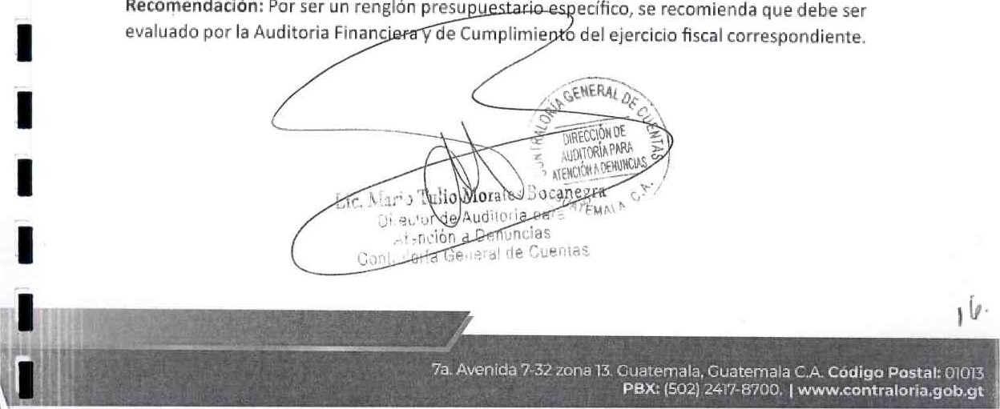 Recomendación: Por ser un renglón presupuestario específico, se recomienda que debe ser
evaluado por la Auditoria Financiera y de Cumplimiento del ejercicio fiscal correspondiente.
CONTRALORÍA GENERAL DE CUENTAS
DIRECCIÓN DE
AUDITORÍA PARA
ATENCIÓN A DENUNCIAS
GUATEMALA C.A.
Lic. Mario Tulio Morales Bocanegra
Director de Auditoria para
Atención a Denuncias
Contraloría General de Cuentas
16.
7a. Avenida 7-32 zona 13. Guatemala, Guatemala C.A. Código Postal: 01013
PBX: (502) 2417-8700. | www.contraloria.gob.gt